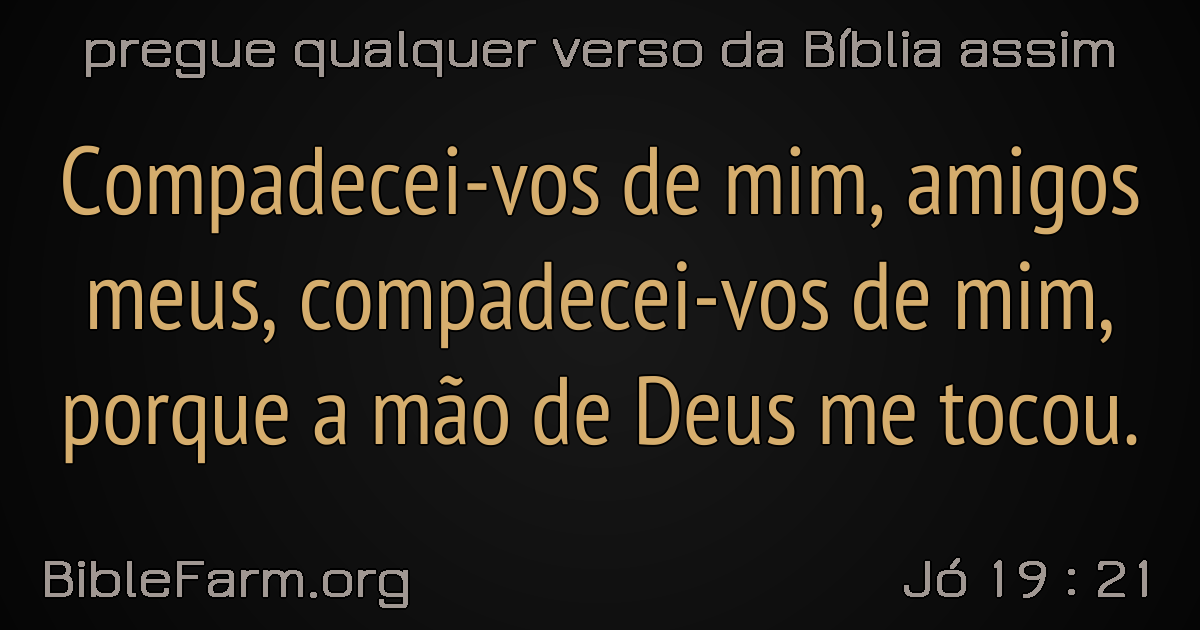 pregue qualquer verso da Bíblia assim
Compadecei-vos de mim, amigos
meus, compadecei-vos de mim,
porque a mão de Deus me tocou.
BibleFarm.org
Jó 19 : 21